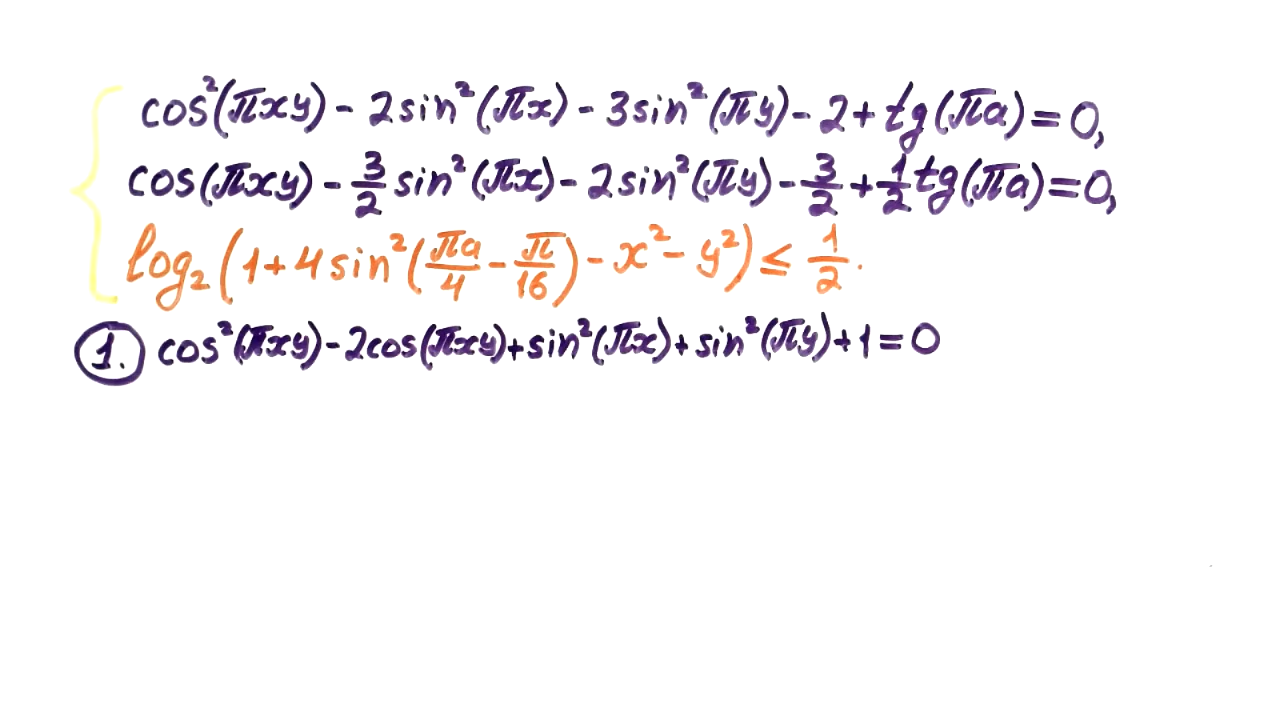 cos²(πxy) - 2sin²(πx) - 3sin²(πy) - 2 + tg(πa) = 0,
cos(πxy) - 3/2 sin²(πx) - 2sin²(πy) - 3/2 + 1/2 tg(πa) = 0,
log₂(1 + 4sin²(πa/4 - π/16) - x² - y²) ≤ 1/2.
1. cos²(πxy) - 2cos(πxy) + sin²(πx) + sin²(πy) + 1 = 0